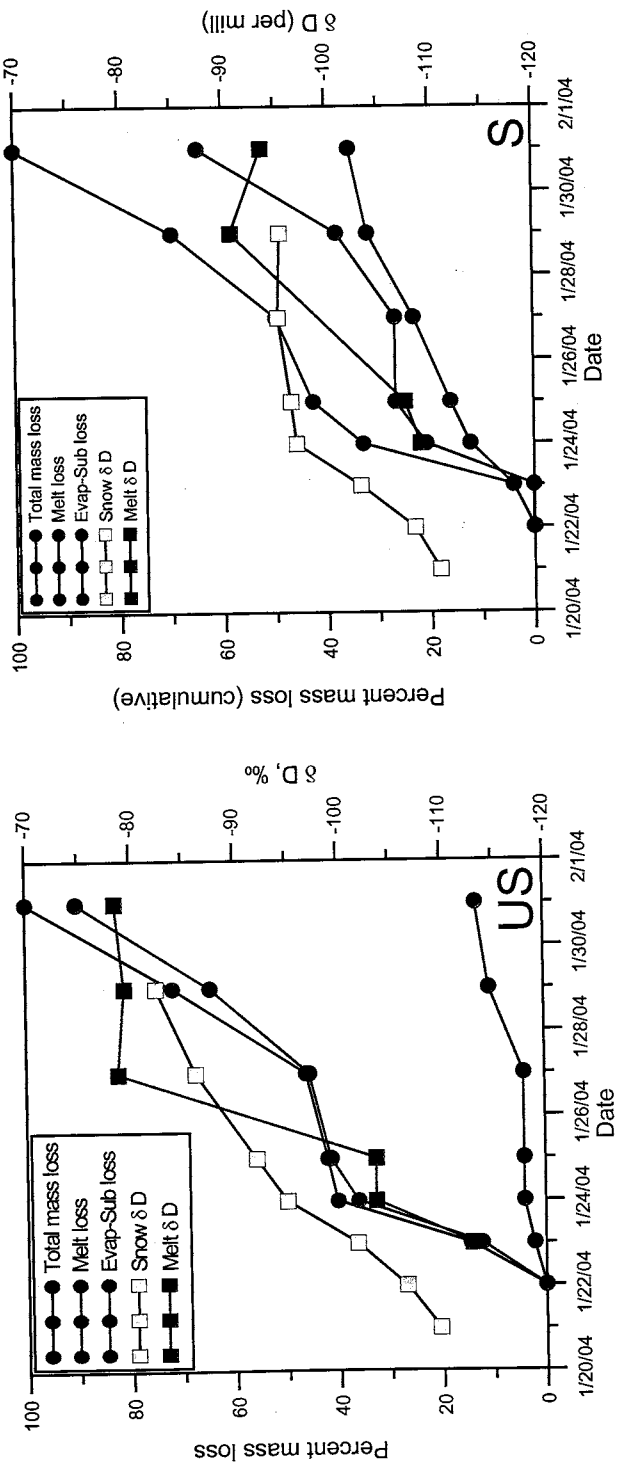 Percent mass loss
100
80
60
40
20
0
Total mass loss
Melt loss
Evap-Sub loss
Snow δ D
Melt δ D
US
-70
-80
-90
-100
-110
-120
δ D, ‰
1/20/04
1/22/04
1/24/04
1/26/04
1/28/04
1/30/04
2/1/04
Date
Percent mass loss (cumulative)
100
80
60
40
20
0
Total mass loss
Melt loss
Evap-Sub loss
Snow δ D
Melt δ D
S
-70
-80
-90
-100
-110
-120
δ D (per mill)
1/20/04
1/22/04
1/24/04
1/26/04
1/28/04
1/30/04
2/1/04
Date